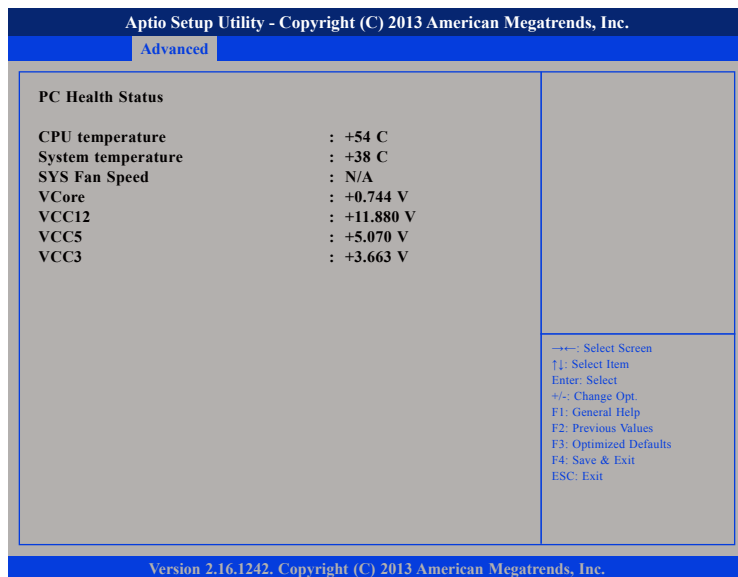 Aptio Setup Utility - Copyright (C) 2013 American Megatrends, Inc.
Advanced
PC Health Status
CPU temperature : +54 C
System temperature : +38 C
SYS Fan Speed : N/A
VCore : +0.744 V
VCC12 : +11.880 V
VCC5 : +5.070 V
VCC3 : +3.663 V
→←: Select Screen
↑↓: Select Item
Enter: Select
+/-: Change Opt.
F1: General Help
F2: Previous Values
F3: Optimized Defaults
F4: Save & Exit
ESC: Exit
Version 2.16.1242. Copyright (C) 2013 American Megatrends, Inc.